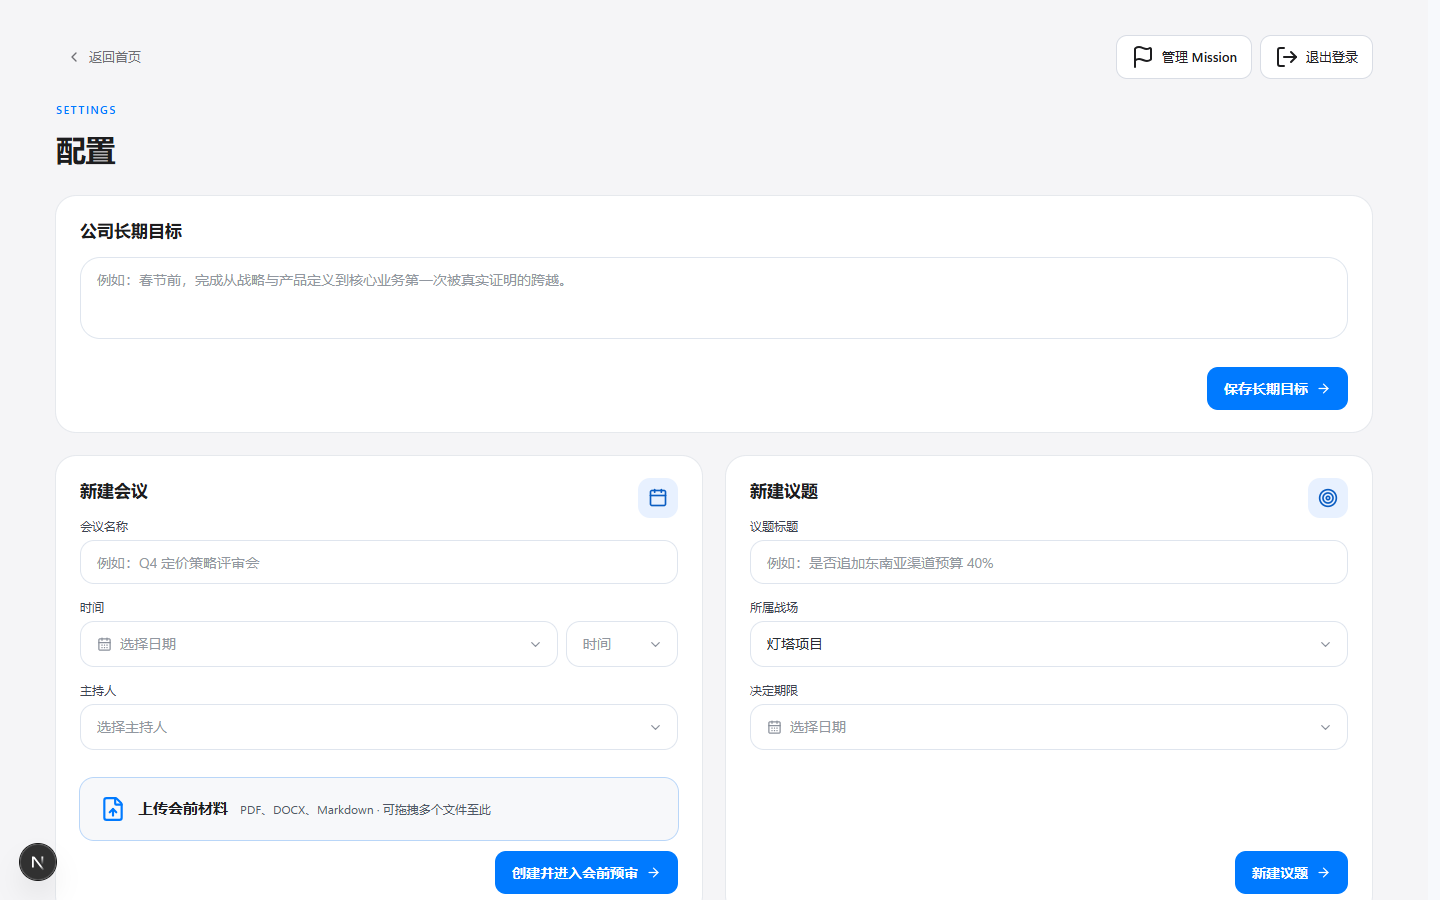 返回首页
管理 Mission
退出登录
SETTINGS
配置
公司长期目标
例如：春节前，完成从战略与产品定义到核心业务第一次被真实证明的跨越。
保存长期目标
新建会议
会议名称
例如：Q4 定价策略评审会
时间
选择日期
时间
主持人
选择主持人
上传会前材料 PDF、DOCX、Markdown · 可拖拽多个文件至此
创建并进入会前预审
新建议题
议题标题
例如：是否追加东南亚渠道预算 40%
所属战场
灯塔项目
决定期限
选择日期
新建议题
N